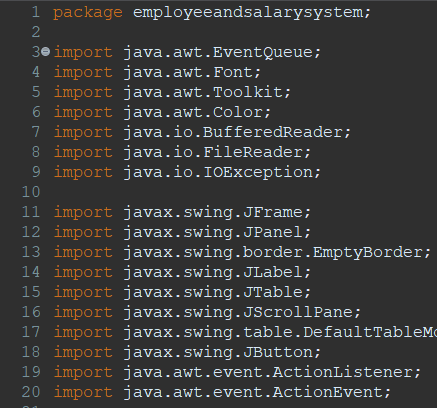 1 package employeeandsalarysystem;
2
3 import java.awt.EventQueue;
4 import java.awt.Font;
5 import java.awt.Toolkit;
6 import java.awt.Color;
7 import java.io.BufferedReader;
8 import java.io.FileReader;
9 import java.io.IOException;
10
11 import javax.swing.JFrame;
12 import javax.swing.JPanel;
13 import javax.swing.border.EmptyBorder;
14 import javax.swing.JLabel;
15 import javax.swing.JTable;
16 import javax.swing.JScrollPane;
17 import javax.swing.table.DefaultTableMo
18 import javax.swing.JButton;
19 import java.awt.event.ActionListener;
20 import java.awt.event.ActionEvent;